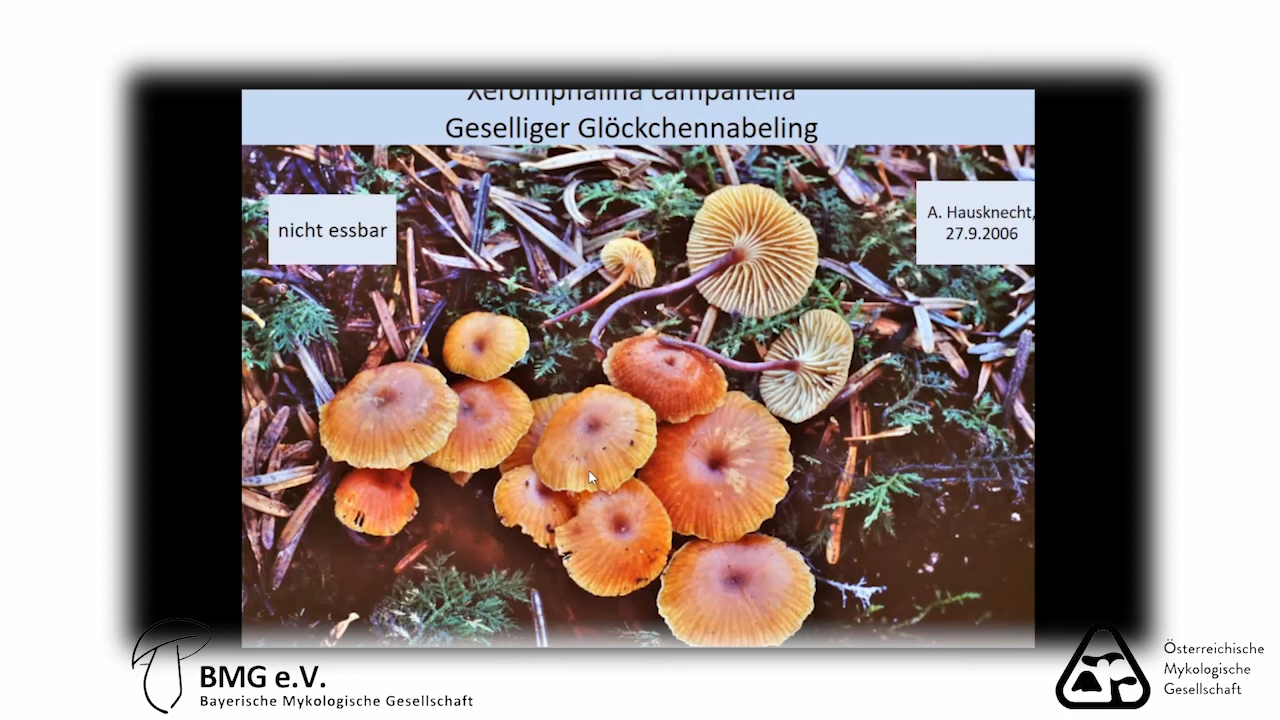 Xeromphalina campanella
Geselliger Glöckchennabeling
nicht essbar
A. Hausknecht,
27.9.2006
BMG e.V.
Bayerische Mykologische Gesellschaft
Österreichische
Mykologische
Gesellschaft